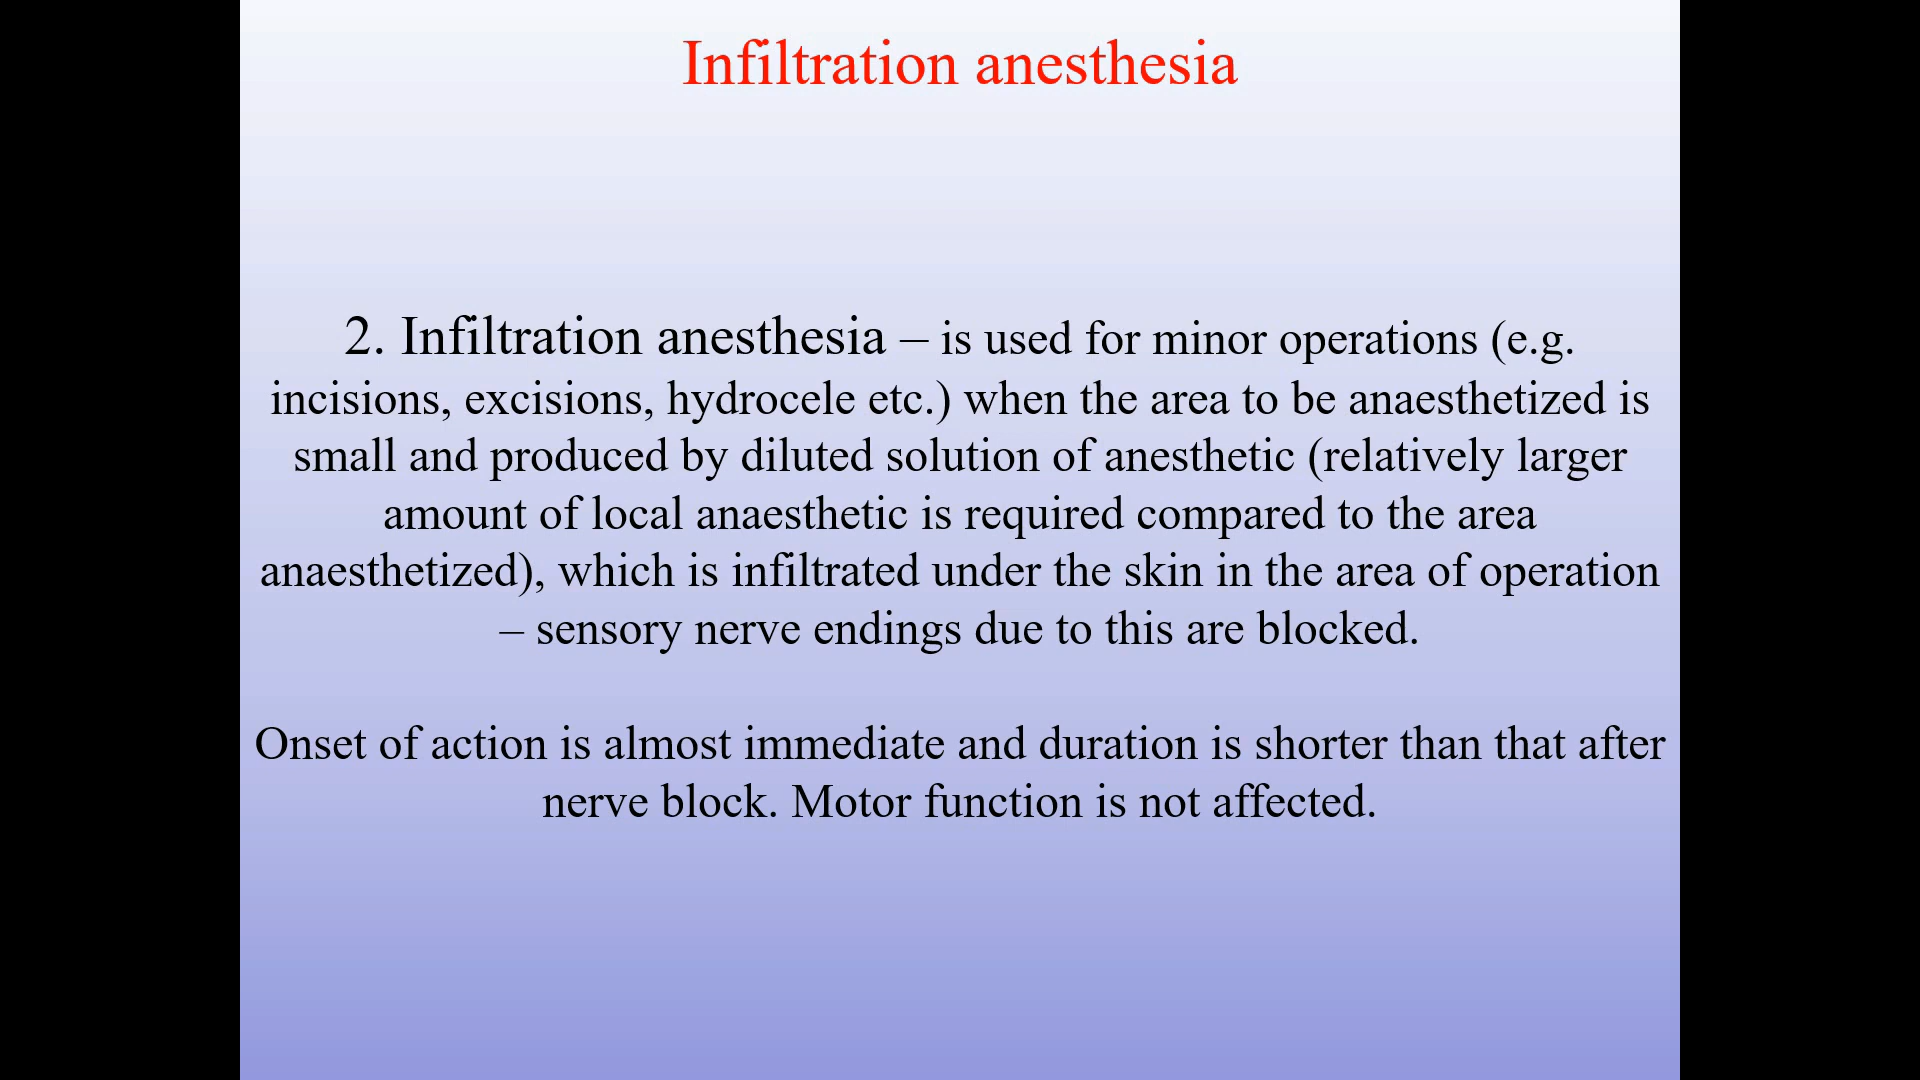 Infiltration anesthesia
2. Infiltration anesthesia – is used for minor operations (e.g.
incisions, excisions, hydrocele etc.) when the area to be anaesthetized is
small and produced by diluted solution of anesthetic (relatively larger
amount of local anaesthetic is required compared to the area
anaesthetized), which is infiltrated under the skin in the area of operation
– sensory nerve endings due to this are blocked.
Onset of action is almost immediate and duration is shorter than that after
nerve block. Motor function is not affected.